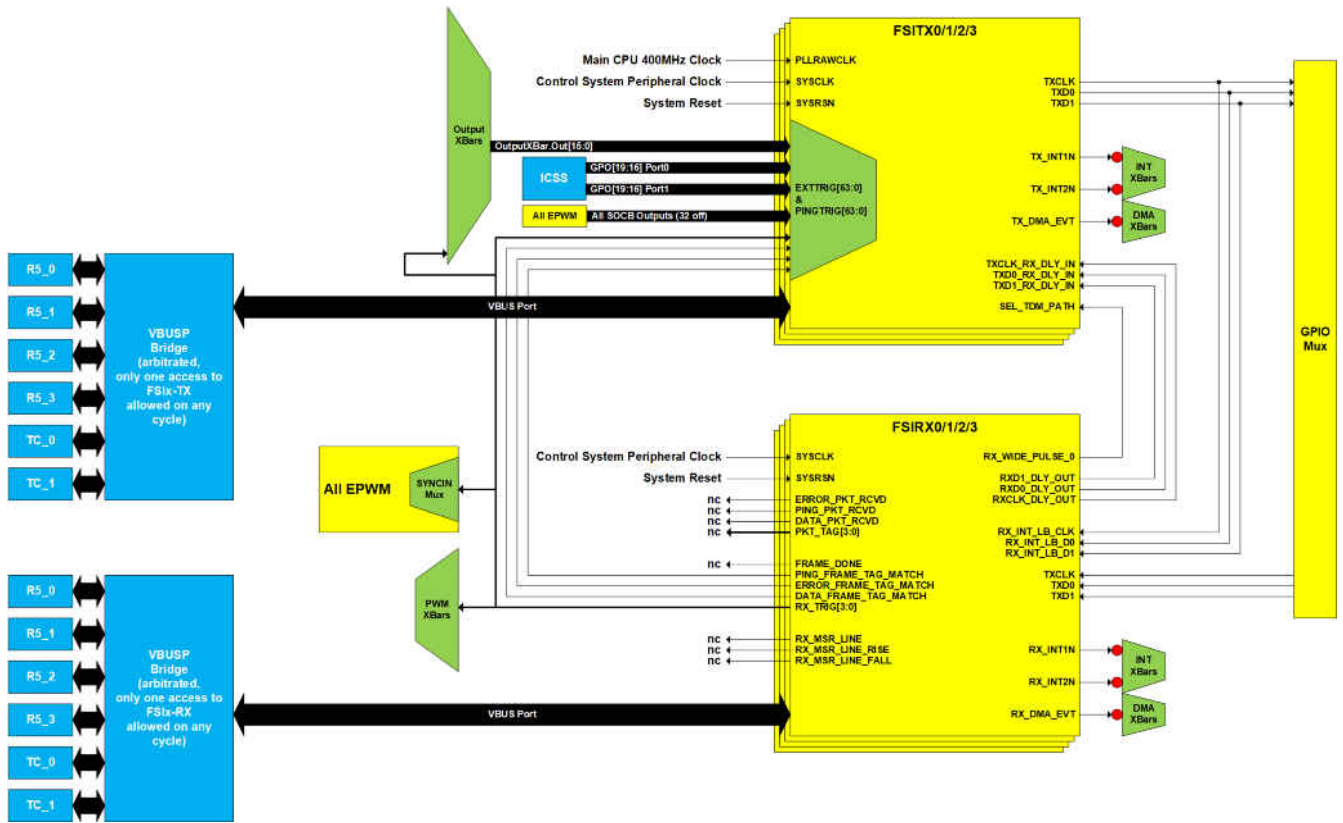 FSITX0/1/2/3
Main CPU 400MHz Clock
PLLRAWCLK
Control System Peripheral Clock
SYSCLK
System Reset
SYSRSN
TXCLK
TXD0
TXD1
Output
XBars
OutputXBar.Out[15:0]
ICSS
GPO[19:16] Port0
GPO[19:16] Port1
All EPWM
All SOCB Outputs (32 off)
EXTTRIG[63:0]
&
PINGTRIG[63:0]
TX_INT1N
TX_INT2N
INT
XBars
TX_DMA_EVT
DMA
XBars
TXCLK_RX_DLY_IN
TXD0_RX_DLY_IN
TXD1_RX_DLY_IN
SEL_TDM_PATH
GPIO
Mux
R5_0
R5_1
R5_2
R5_3
TC_0
TC_1
VBUSP
Bridge
(arbitrated,
only one access to
FSIx-TX
allowed on any
cycle)
VBUS Port
FSIRX0/1/2/3
Control System Peripheral Clock
SYSCLK
System Reset
SYSRSN
nc
ERROR_PKT_RCVD
nc
PING_PKT_RCVD
nc
DATA_PKT_RCVD
nc
PKT_TAG[3:0]
nc
FRAME_DONE
PING_FRAME_TAG_MATCH
ERROR_FRAME_TAG_MATCH
DATA_FRAME_TAG_MATCH
RX_TRIG[3:0]
nc
RX_MSR_LINE
nc
RX_MSR_LINE_RISE
nc
RX_MSR_LINE_FALL
RX_WIDE_PULSE_0
RXD1_DLY_OUT
RXD0_DLY_OUT
RXCLK_DLY_OUT
RX_INT_LB_CLK
RX_INT_LB_D0
RX_INT_LB_D1
TXCLK
TXD0
TXD1
RX_INT1N
RX_INT2N
INT
XBars
RX_DMA_EVT
DMA
XBars
All EPWM
SYNCIN
Mux
PWM
XBars
R5_0
R5_1
R5_2
R5_3
TC_0
TC_1
VBUSP
Bridge
(arbitrated,
only one access to
FSIx-RX
allowed on any
cycle)
VBUS Port